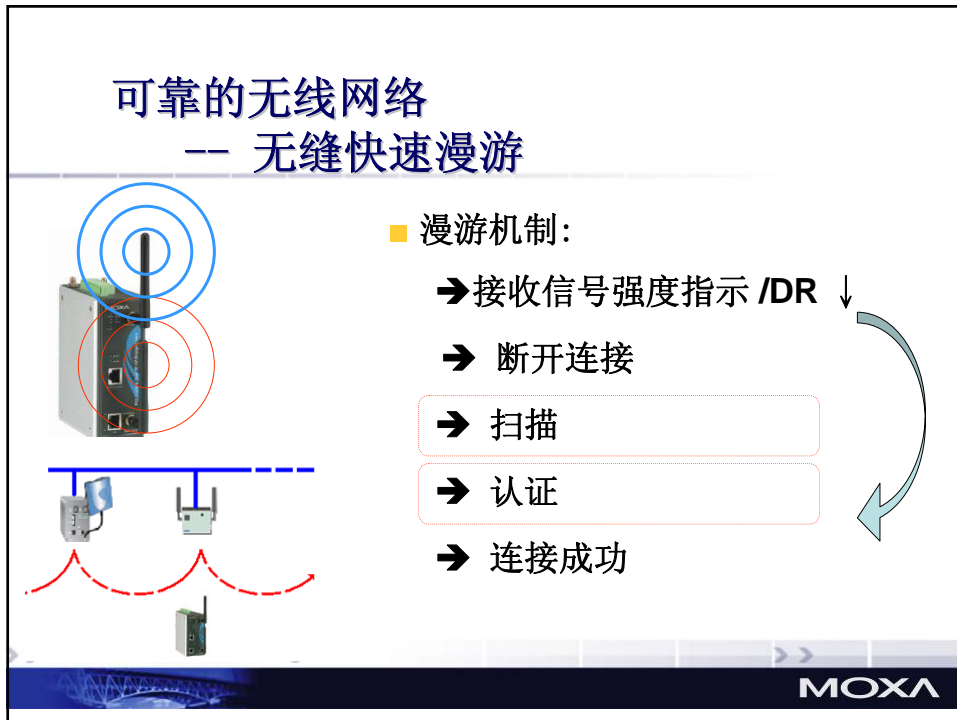 可靠的无线网络
-- 无缝快速漫游
漫游机制:
➔接收信号强度指示 /DR ↓
➔ 断开连接
➔ 扫描
➔ 认证
➔ 连接成功
MOXA
MOXA